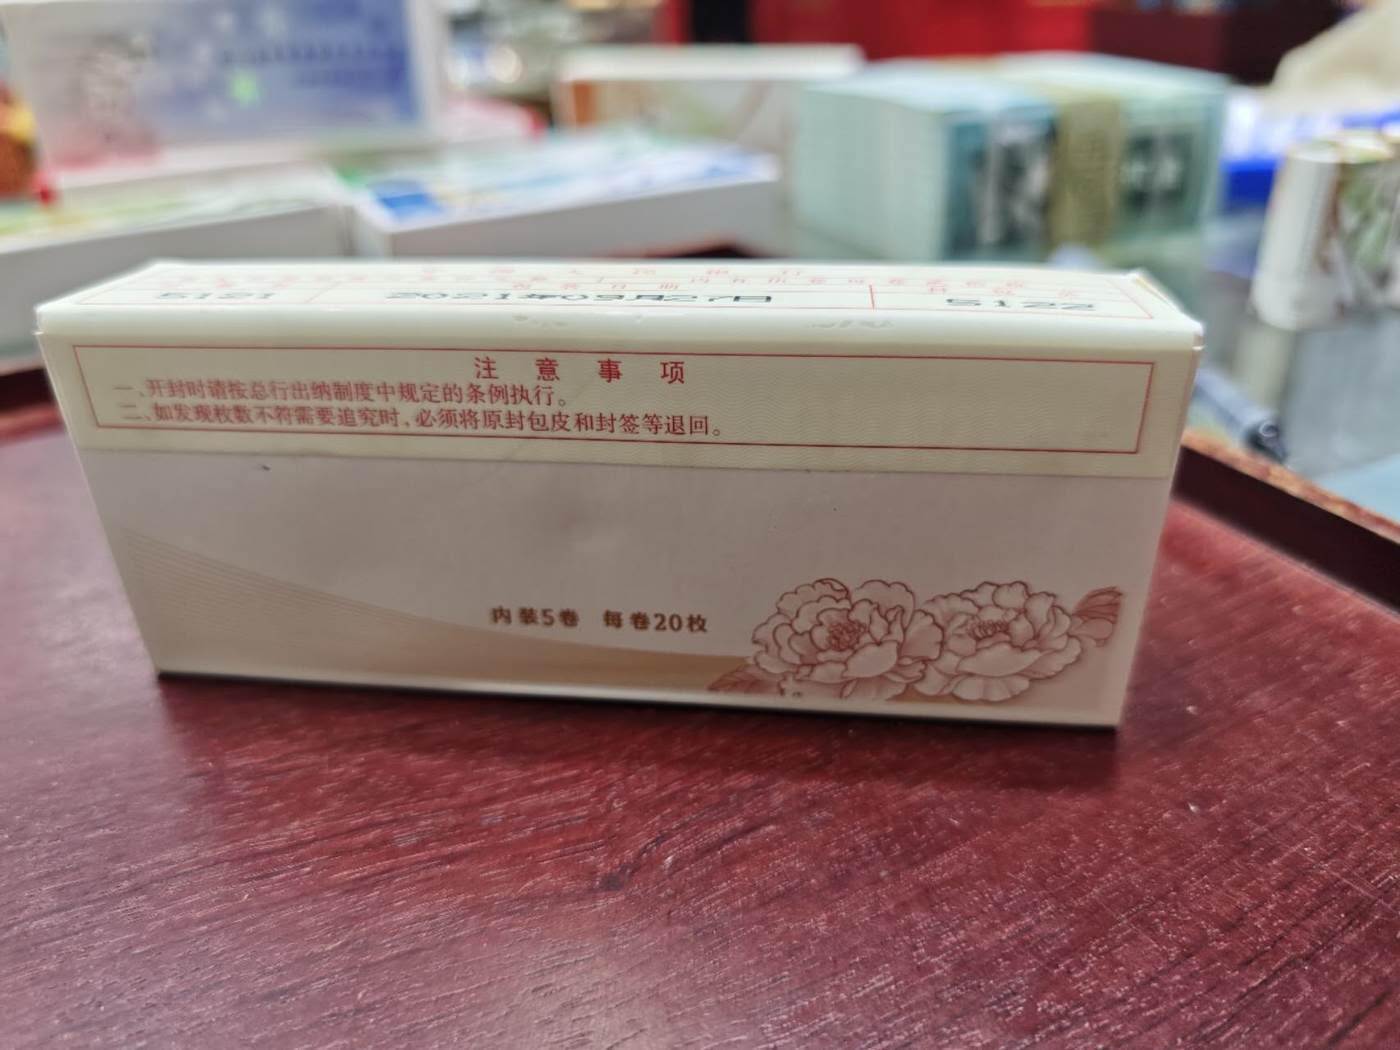 5121 2021年09月27日 5122
注意事项
一、开封时请按总行出纳制度中规定的条例执行。
二、如发现枚数不符需要追究时，必须将原封包皮和封签等退回。
内装5卷 每卷20枚